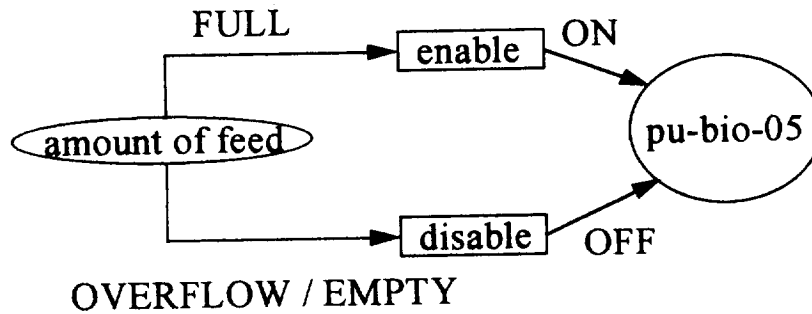 FULL
enable
ON
amount of feed
pu-bio-05
disable
OFF
OVERFLOW / EMPTY